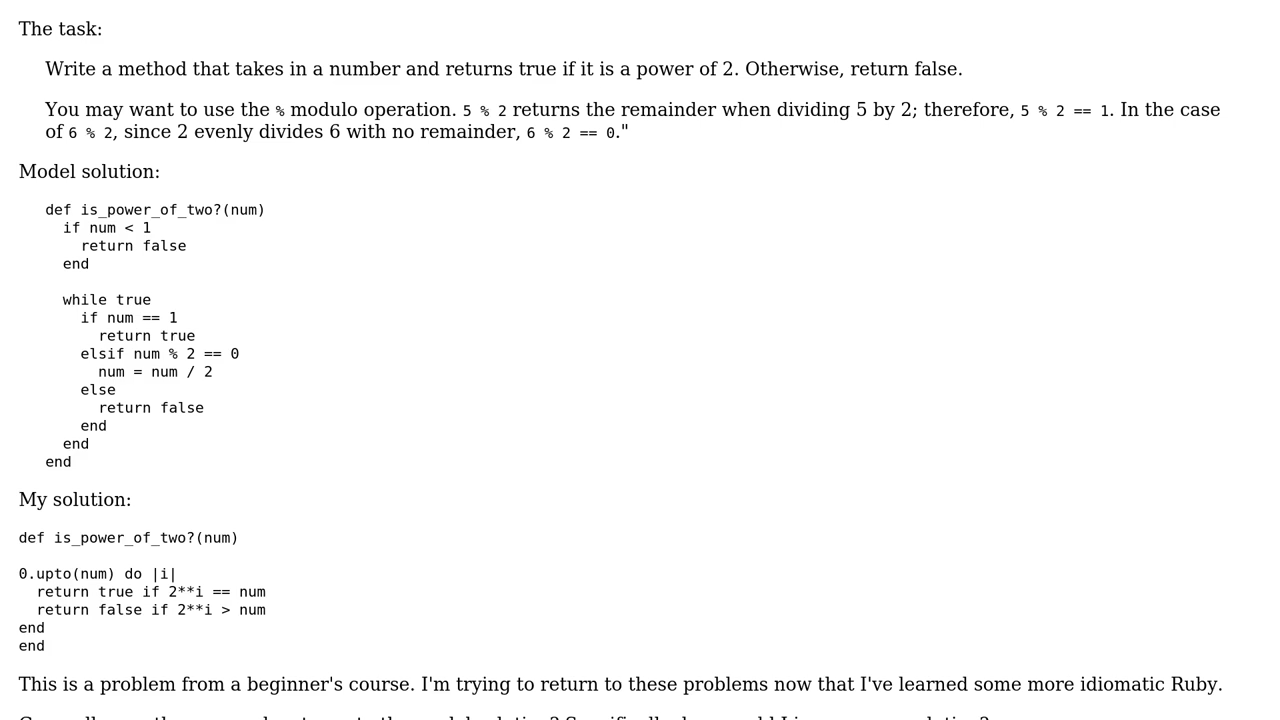 The task:
Write a method that takes in a number and returns true if it is a power of 2. Otherwise, return false.
You may want to use the % modulo operation. 5 % 2 returns the remainder when dividing 5 by 2; therefore, 5 % 2 == 1. In the case
of 6 % 2, since 2 evenly divides 6 with no remainder, 6 % 2 == 0."
Model solution:
def is_power_of_two?(num)
  if num < 1
    return false
  end

  while true
    if num == 1
      return true
    elsif num % 2 == 0
      num = num / 2
    else
      return false
    end
  end
end
My solution:
def is_power_of_two?(num)

0.upto(num) do |i|
  return true if 2**i == num
  return false if 2**i > num
end
end
This is a problem from a beginner's course. I'm trying to return to these problems now that I've learned some more idiomatic Ruby.